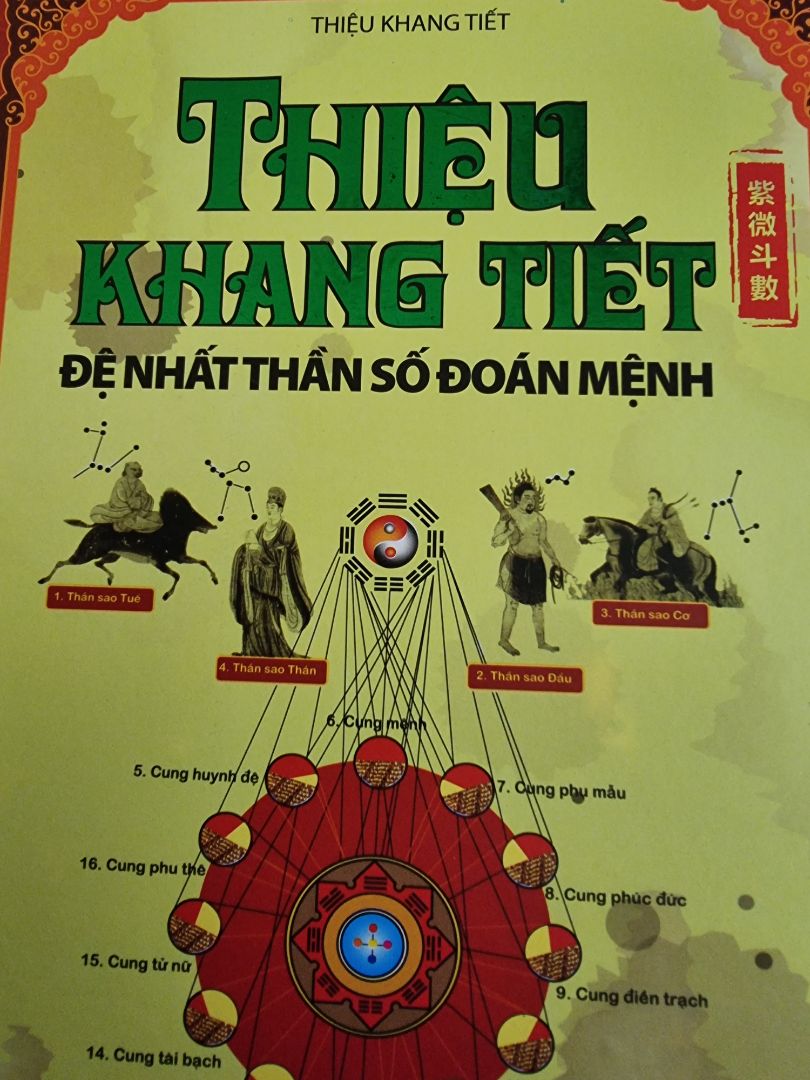 THIỆU KHANG TIẾT
THIỆU
KHANG TIẾT
紫微斗數
ĐỆ NHẤT THẦN SỐ ĐOÁN MỆNH
1. Thần sao Tuế
4. Thần sao Thần
2. Thần sao Đẩu
3. Thần sao Cơ
6. Cung mệnh
5. Cung huynh đệ
7. Cung phụ mẫu
16. Cung phu thê
8. Cung phúc đức
15. Cung tử nữ
9. Cung điền trạch
14. Cung tài bạch